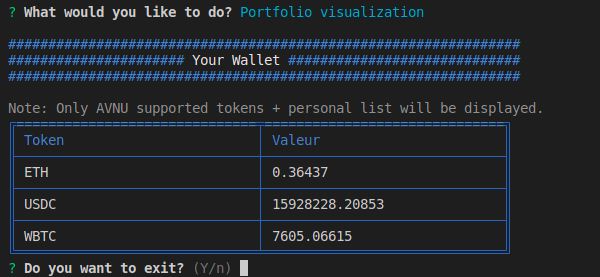 ? What would you like to do? Portfolio visualization
################################################################
###################### Your Wallet #############################
################################################################
Note: Only AVNU supported tokens + personal list will be displayed.
Token Valeur
ETH 0.36437
USDC 15928228.20853
WBTC 7605.06615
? Do you want to exit? (Y/n)